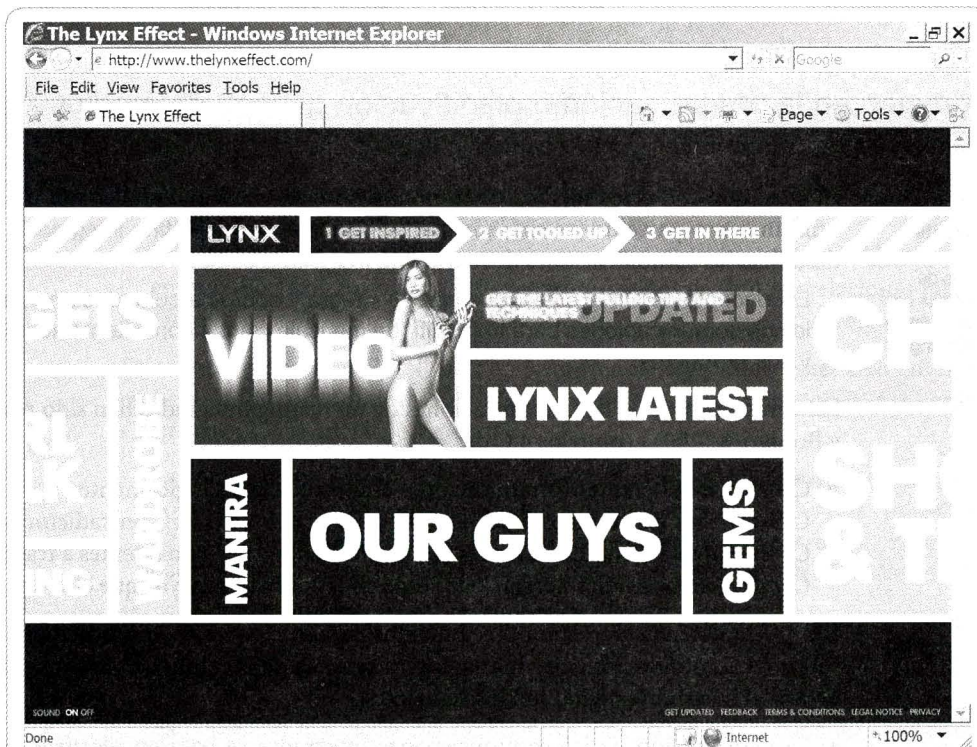 The Lynx Effect - Windows Internet Explorer
http://www.thelynxeffect.com/
Google
File Edit View Favorites Tools Help
The Lynx Effect
Page Tools
LYNX
1 GET INSPIRED
2 GET TOOLED UP
3 GET IN THERE
GETS
VIDEO
GET THE LATEST PULLING TIPS AND
TECHNIQUES
UPDATED
LYNX LATEST
CH
WARDROBE
MANTRA
OUR GUYS
GEMS
SHO
& T
SOUND ON OFF
GET UPDATED FEEDBACK TERMS & CONDITIONS LEGAL NOTICE PRIVACY
Done
Internet
100%